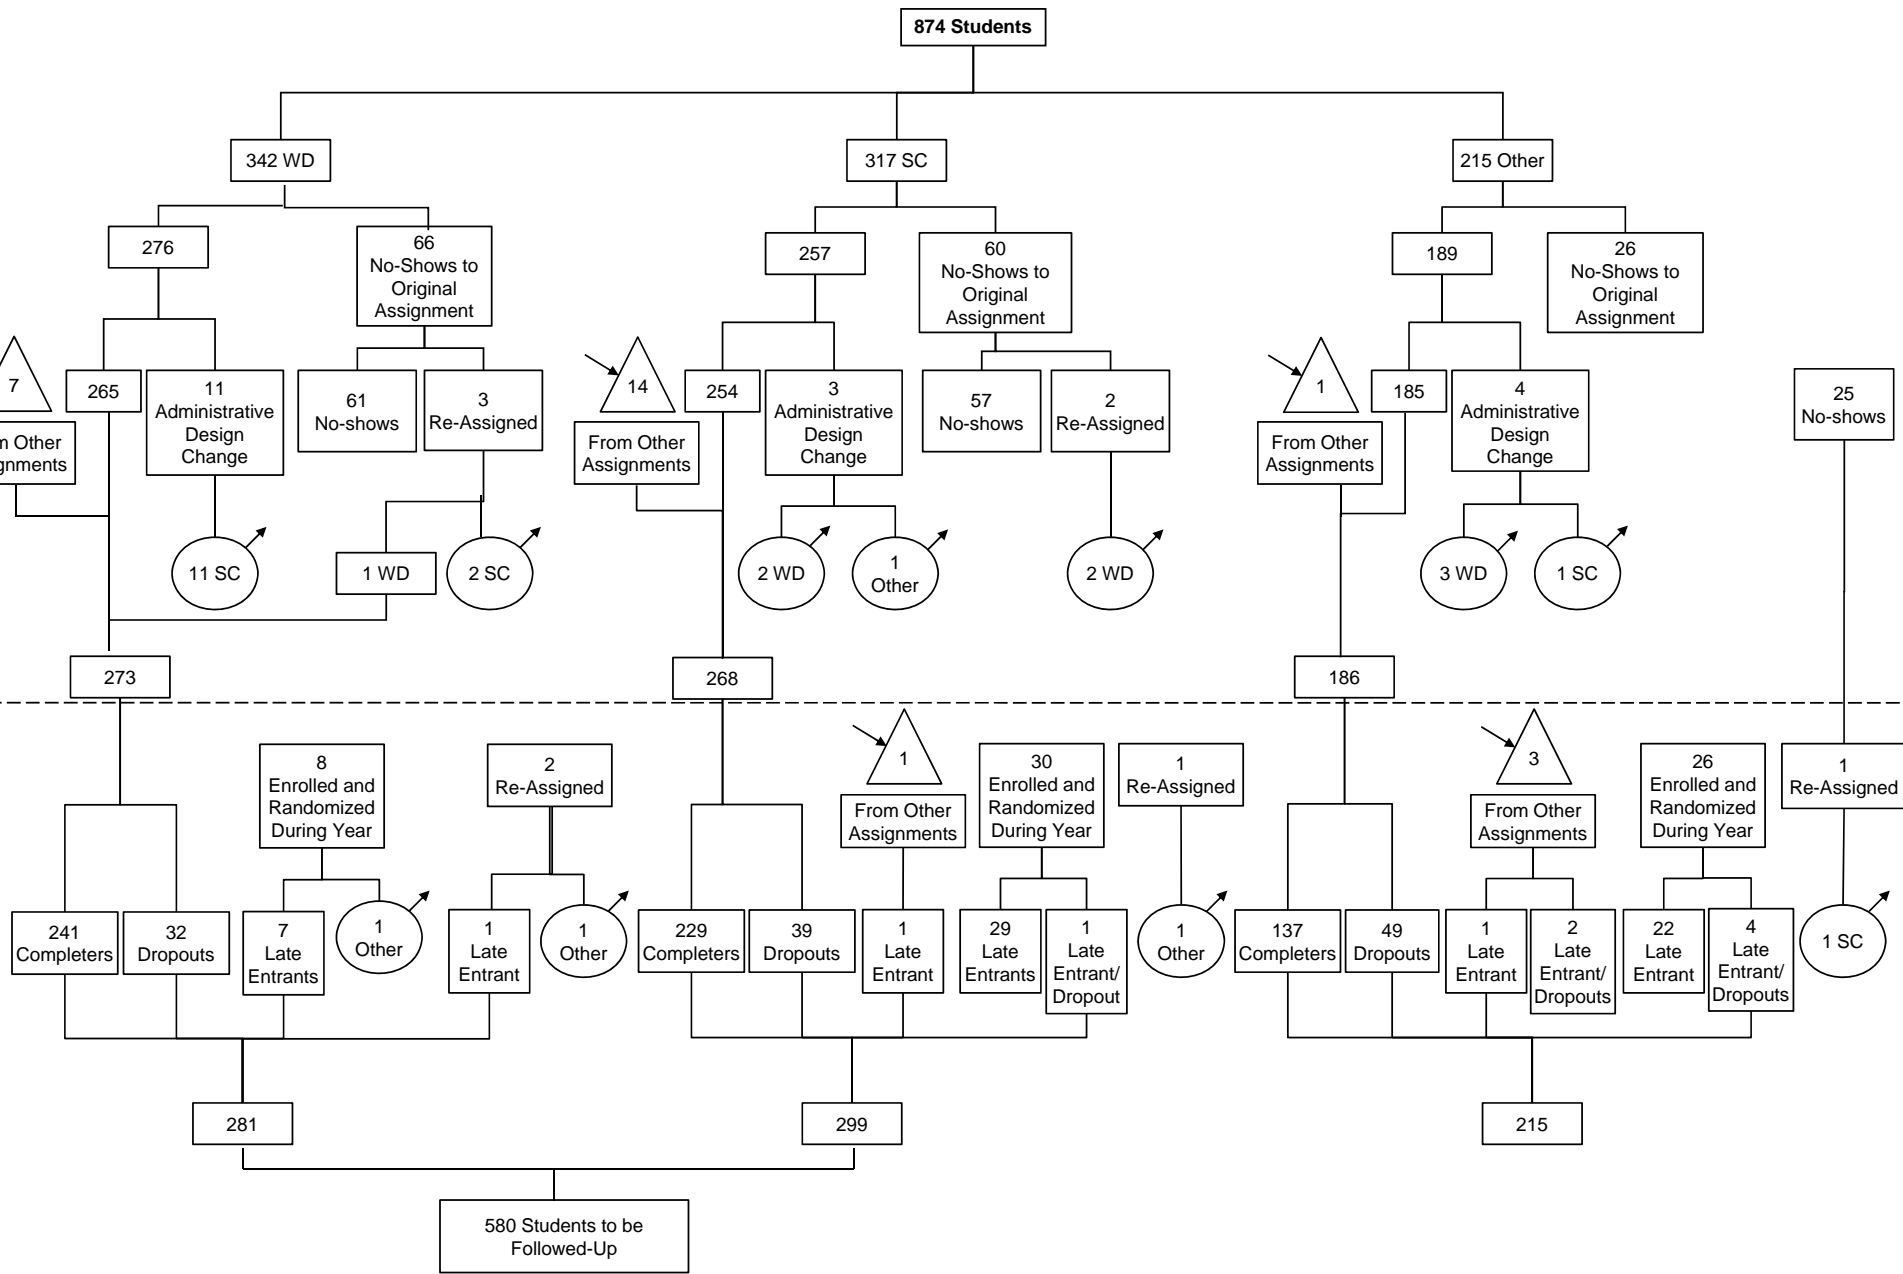 874 Students
342 WD
317 SC
215 Other
276
66
No-Shows to
Original
Assignment
257
60
No-Shows to
Original
Assignment
189
26
No-Shows to
Original
Assignment
7
m Other
gnments
265
11
Administrative
Design
Change
61
No-shows
3
Re-Assigned
14
From Other
Assignments
254
3
Administrative
Design
Change
57
No-shows
2
Re-Assigned
1
From Other
Assignments
185
4
Administrative
Design
Change
25
No-shows
11 SC
1 WD
2 SC
2 WD
1
Other
2 WD
3 WD
1 SC
273
268
186
8
Enrolled and
Randomized
During Year
2
Re-Assigned
1
From Other
Assignments
30
Enrolled and
Randomized
During Year
1
Re-Assigned
3
From Other
Assignments
26
Enrolled and
Randomized
During Year
1
Re-Assigned
241
Completers
32
Dropouts
7
Late
Entrants
1
Other
1
Late
Entrant
1
Other
229
Completers
39
Dropouts
1
Late
Entrant
29
Late
Entrants
1
Late
Entrant/
Dropout
1
Other
137
Completers
49
Dropouts
1
Late
Entrant
2
Late
Entrant/
Dropouts
22
Late
Entrant
4
Late
Entrant/
Dropouts
1 SC
281
299
215
580 Students to be
Followed-Up